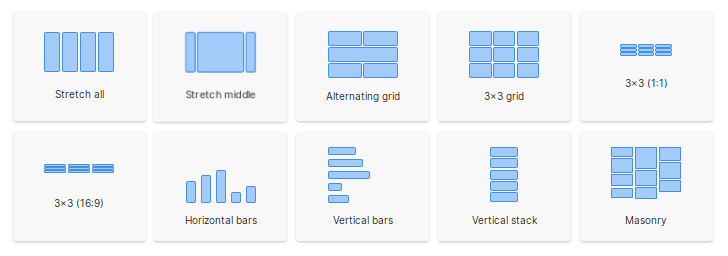 Stretch all
Stretch middle
Alternating grid
3×3 grid
3×3 (1:1)
3×3 (16:9)
Horizontal bars
Vertical bars
Vertical stack
Masonry